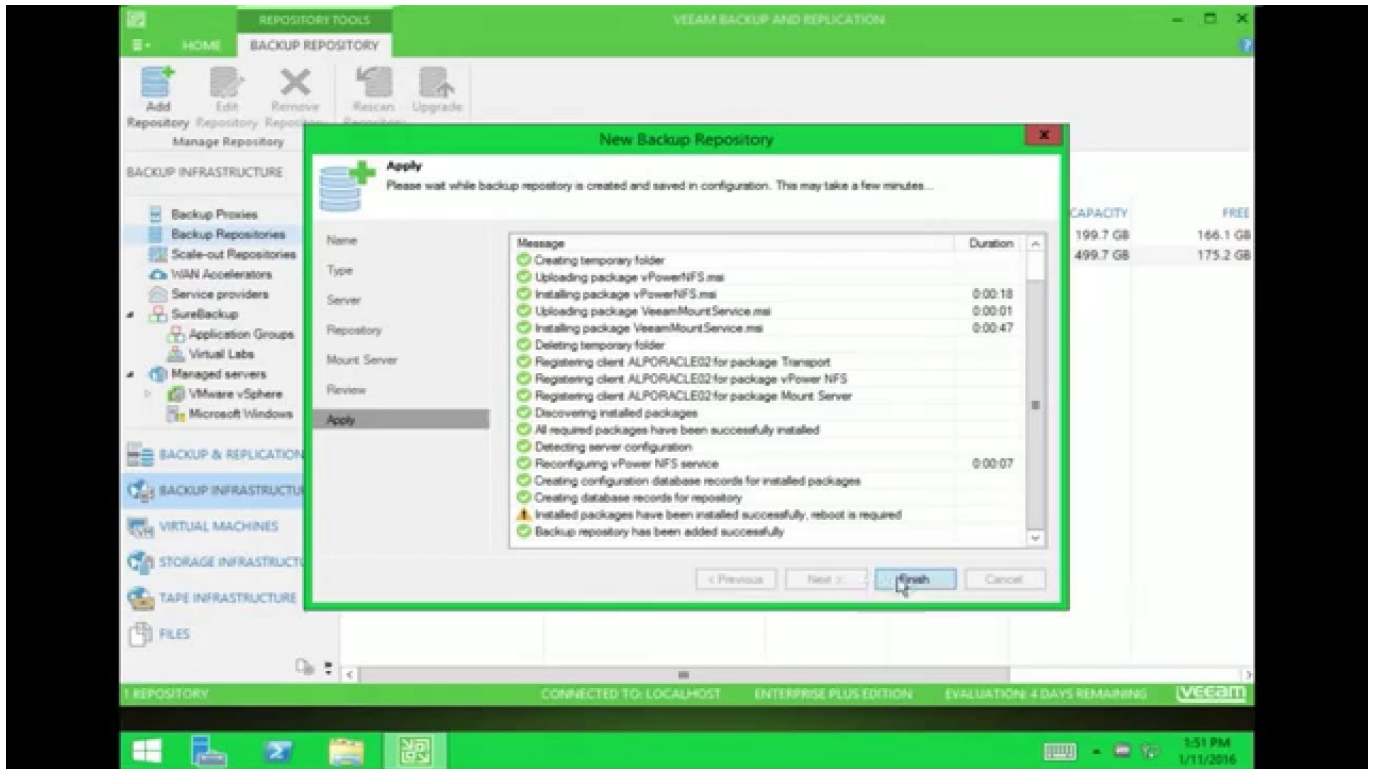 REPOSITORY TOOLS
VEEAM BACKUP AND REPLICATION
HOME
BACKUP REPOSITORY
Add Repository
Edit Repository
Remove Repository
Rescan
Upgrade
Manage Repository
BACKUP INFRASTRUCTURE
Backup Proxies
Backup Repositories
Scale-out Repositories
WAN Accelerators
Service providers
SureBackup
Application Groups
Virtual Labs
Managed servers
VMware vSphere
Microsoft Windows
BACKUP & REPLICATION
BACKUP INFRASTRUCTU
VIRTUAL MACHINES
STORAGE INFRASTRUCTU
TAPE INFRASTRUCTURE
FILES
New Backup Repository
x
Apply
Please wait while backup repository is created and saved in configuration. This may take a few minutes...
Name
Type
Server
Repository
Mount Server
Review
Apply
Message Duration
Creating temporary folder
Uploading package vPowerNFS.msi
Installing package vPowerNFS.msi 0:00:18
Uploading package VeeamMountService.msi 0:00:01
Installing package VeeamMountService.msi 0:00:47
Deleting temporary folder
Registering client ALPORACLE02 for package Transport
Registering client ALPORACLE02 for package vPower NFS
Registering client ALPORACLE02 for package Mount Server
Discovering installed packages
All required packages have been successfully installed
Detecting server configuration
Reconfiguring vPower NFS service 0:00:07
Creating configuration database records for installed packages
Creating database records for repository
Installed packages have been installed successfully, reboot is required
Backup repository has been added successfully
< Previous
Next >
Finish
Cancel
CAPACITY FREE
199.7 GB 166.1 GB
499.7 GB 175.2 GB
1 REPOSITORY
CONNECTED TO: LOCALHOST
ENTERPRISE PLUS EDITION
EVALUATION: 4 DAYS REMAINING
veeam
1:51 PM
1/11/2016